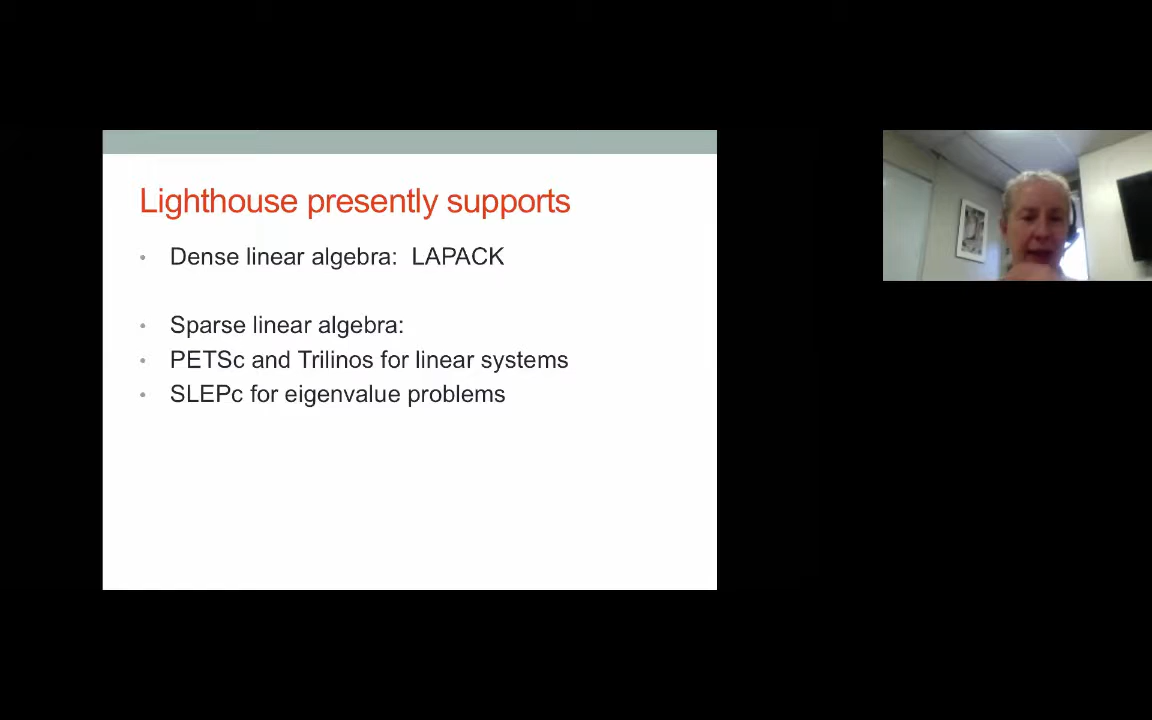 Lighthouse presently supports
• Dense linear algebra:  LAPACK
• Sparse linear algebra:
• PETSc and Trilinos for linear systems
• SLEPc for eigenvalue problems